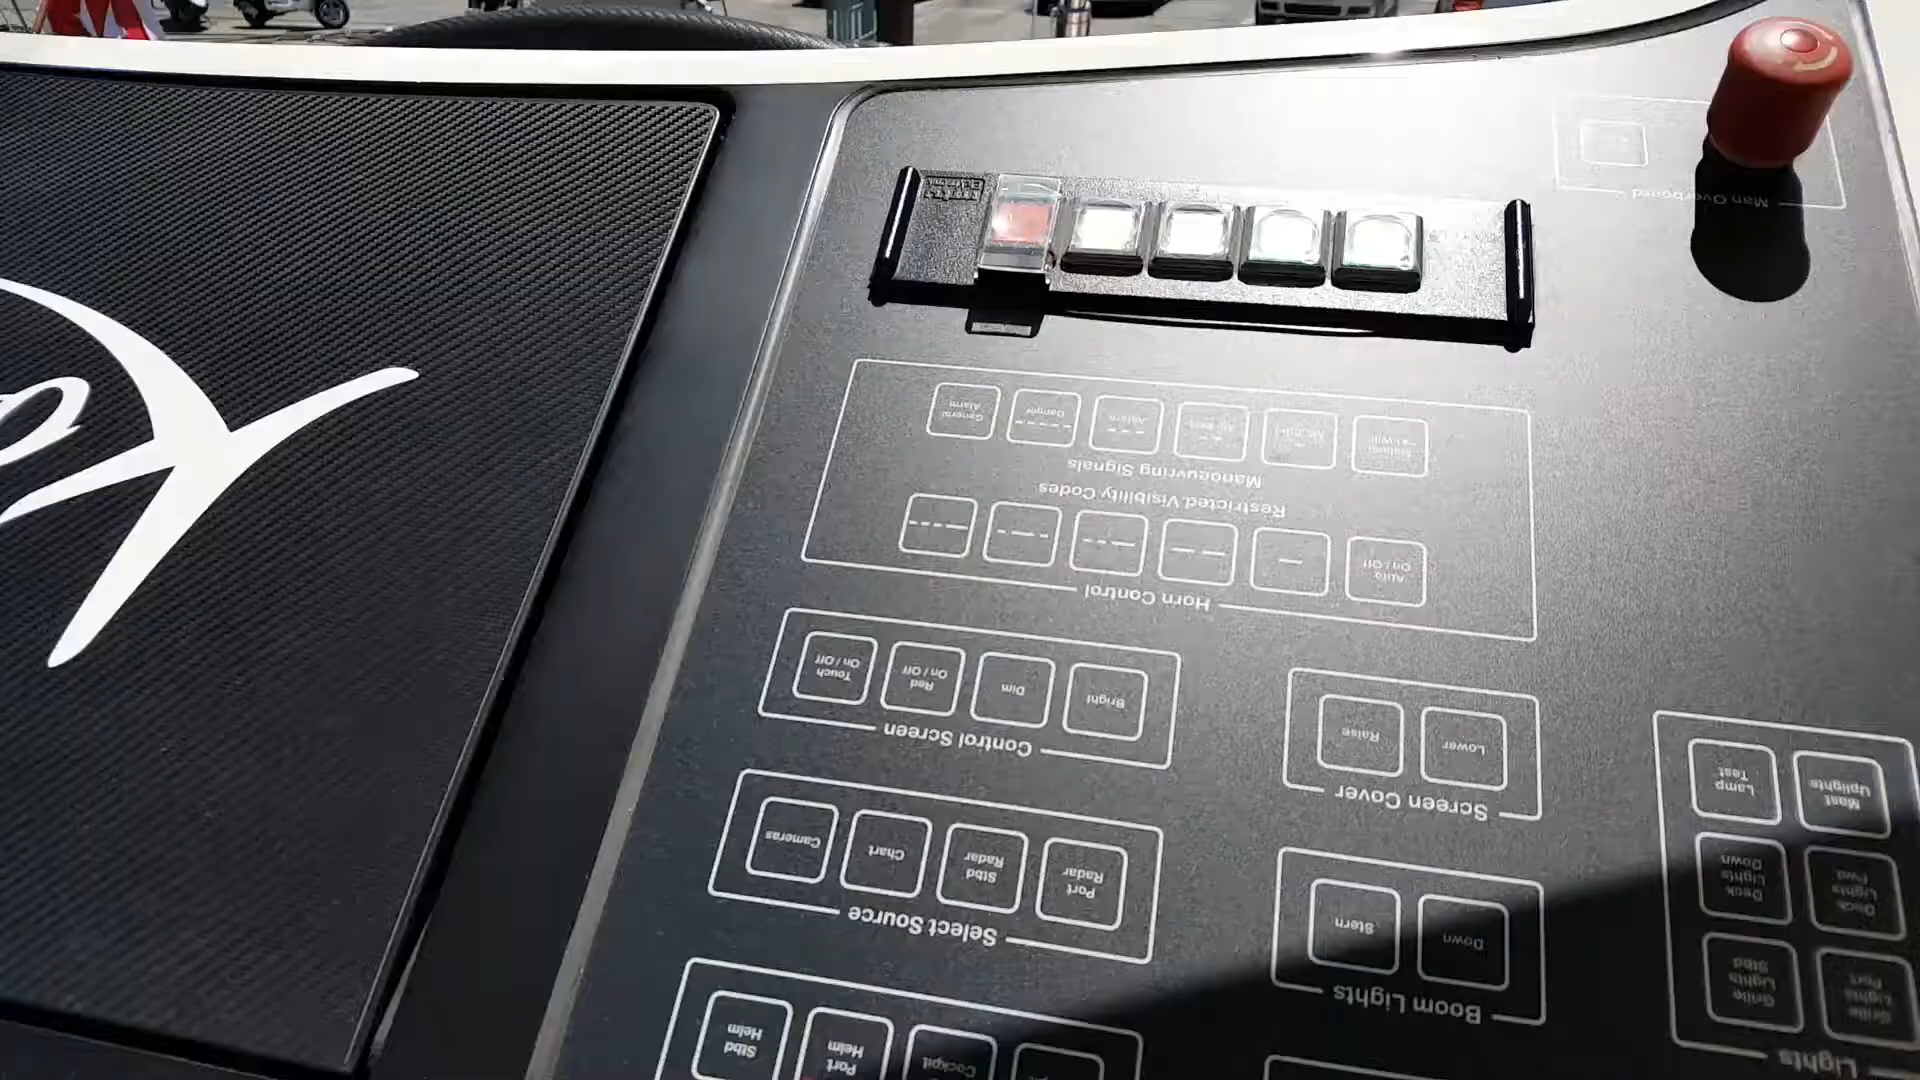 Lights
Grille Lights Port
Grille Lights Stbd
Deck Lights Fwd
Deck Lights Down
Mast Uplights
Lamp Test
Boom Lights
Down
Stern
Screen Cover
Lower
Raise
Cockpit
Port Helm
Stbd Helm
Select Source
Port Radar
Stbd Radar
Chart
Cameras
Control Screen
Bright
Dim
Red On / Off
Touch On / Off
Horn Control
Auto On / Off
Restricted Visibility Codes
Manoeuvring Signals
Astern
Danger
General Alarm
Man Overboard